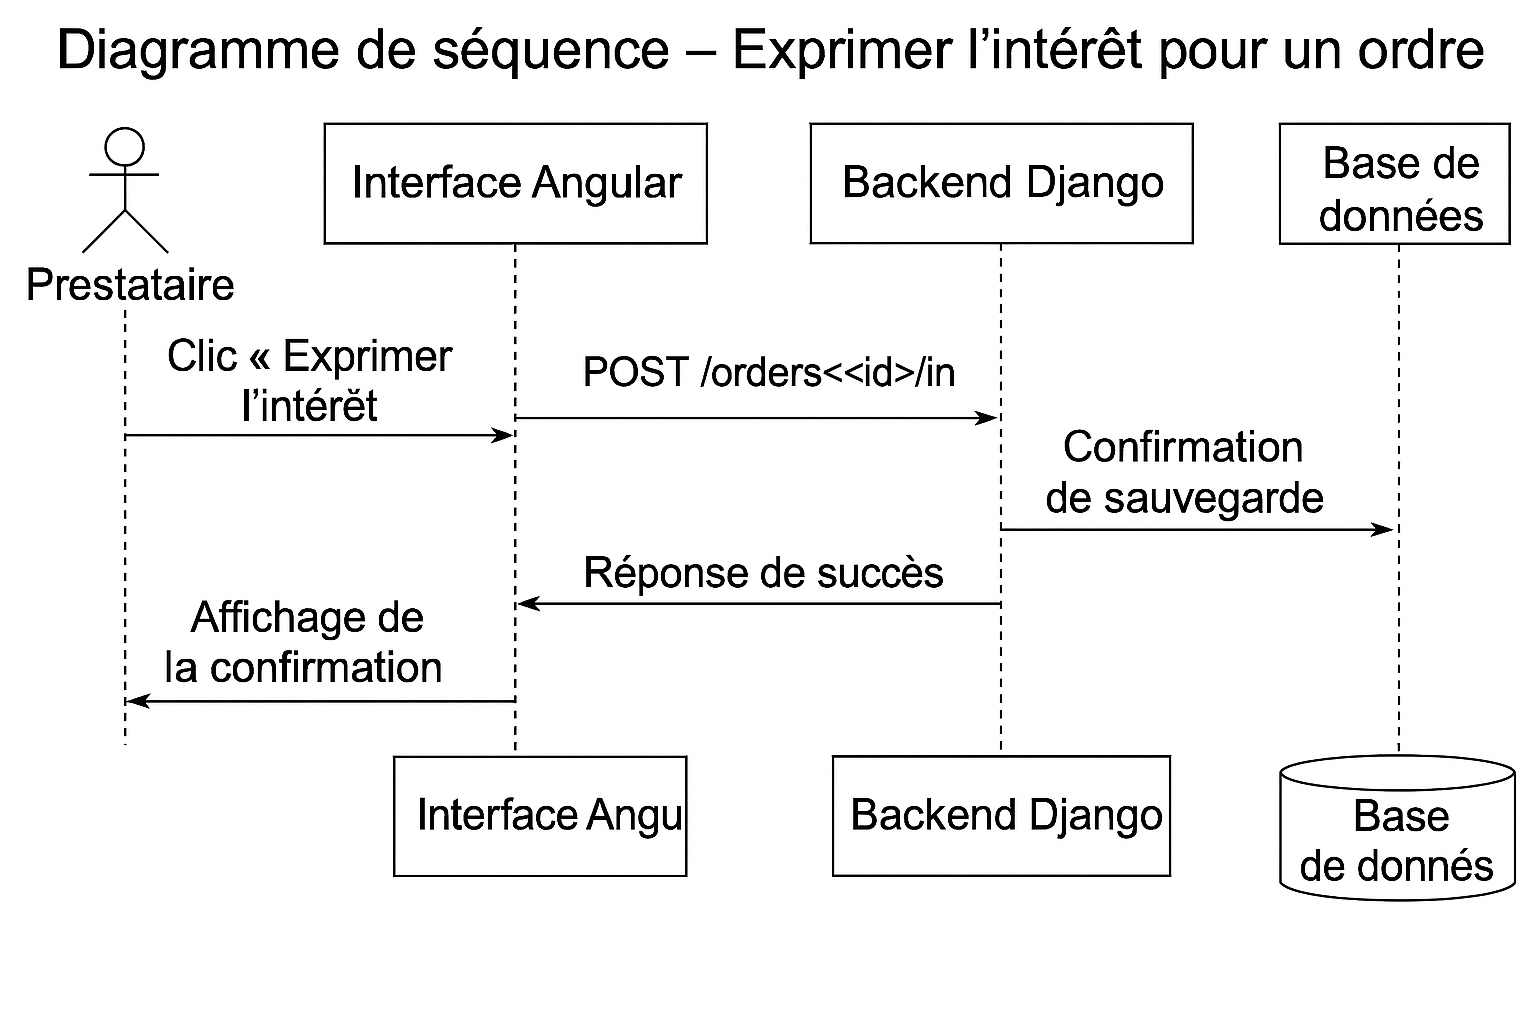 Diagramme de séquence – Exprimer l’intérêt pour un ordre
Interface Angular
Backend Django
Base de
données
Prestataire
Clic « Exprimer
l’intérĕt
POST /orders<<id>/in
Confirmation
de sauvegarde
Réponse de succès
Affichage de
la confirmation
Interface Angu
Backend Django
Base
de donnés